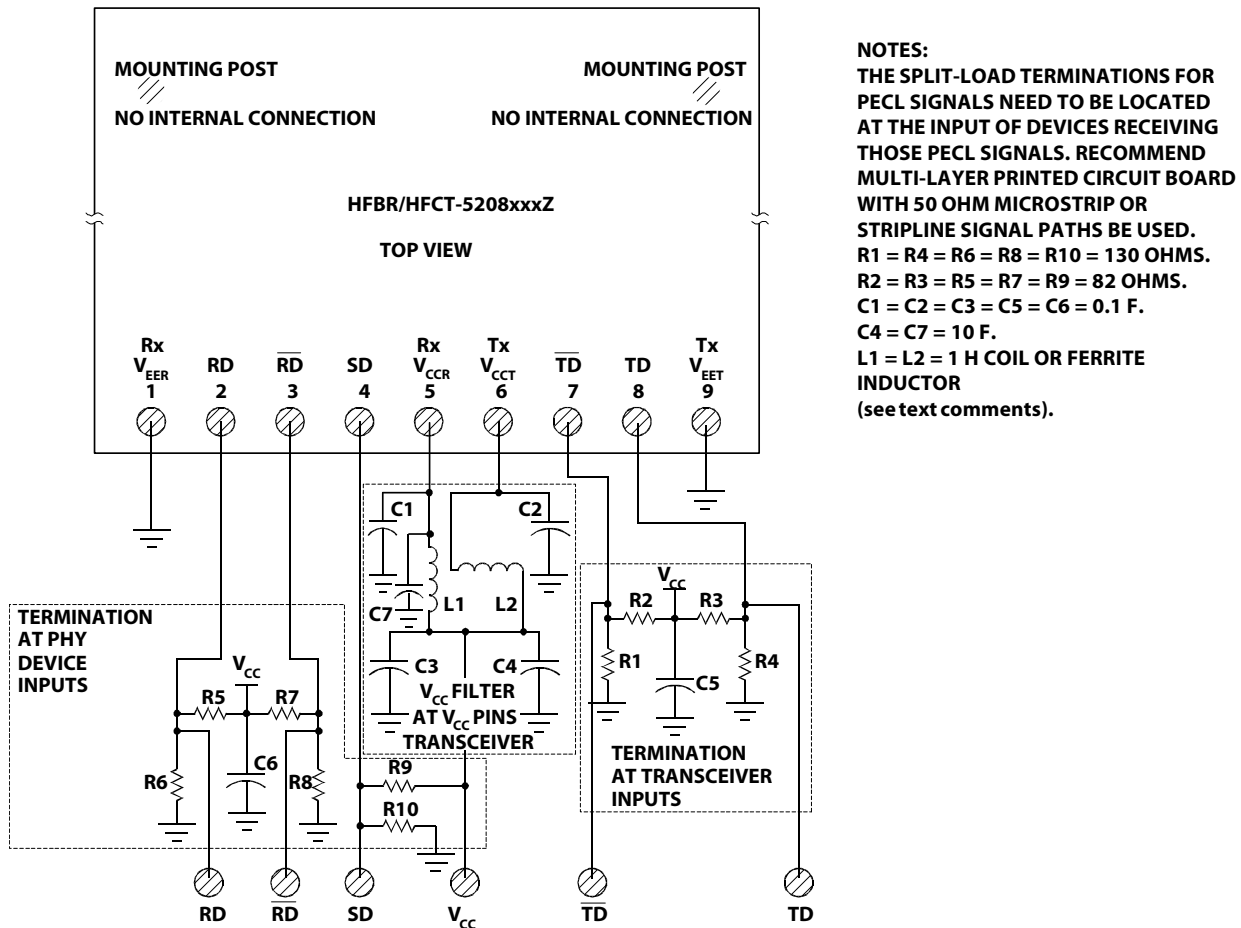 MOUNTING POST
NO INTERNAL CONNECTION
MOUNTING POST
NO INTERNAL CONNECTION
HFBR/HFCT-5208xxxZ
TOP VIEW
Rx
VEER
1
RD
2
RD
3
SD
4
Rx
VCCR
5
Tx
VCCT
6
TD
7
TD
8
Tx
VEET
9
NOTES:
THE SPLIT-LOAD TERMINATIONS FOR
PECL SIGNALS NEED TO BE LOCATED
AT THE INPUT OF DEVICES RECEIVING
THOSE PECL SIGNALS. RECOMMEND
MULTI-LAYER PRINTED CIRCUIT BOARD
WITH 50 OHM MICROSTRIP OR
STRIPLINE SIGNAL PATHS BE USED.
R1 = R4 = R6 = R8 = R10 = 130 OHMS.
R2 = R3 = R5 = R7 = R9 = 82 OHMS.
C1 = C2 = C3 = C5 = C6 = 0.1 F.
C4 = C7 = 10 F.
L1 = L2 = 1 H COIL OR FERRITE
INDUCTOR
(see text comments).
C1
C2
C7
L1
L2
C3
C4
VCC FILTER
AT VCC PINS
TRANSCEIVER
TERMINATION
AT PHY
DEVICE
INPUTS
VCC
R5
R7
R6
C6
R8
R9
R10
VCC
R2
R3
R1
C5
R4
TERMINATION
AT TRANSCEIVER
INPUTS
RD
RD
SD
VCC
TD
TD